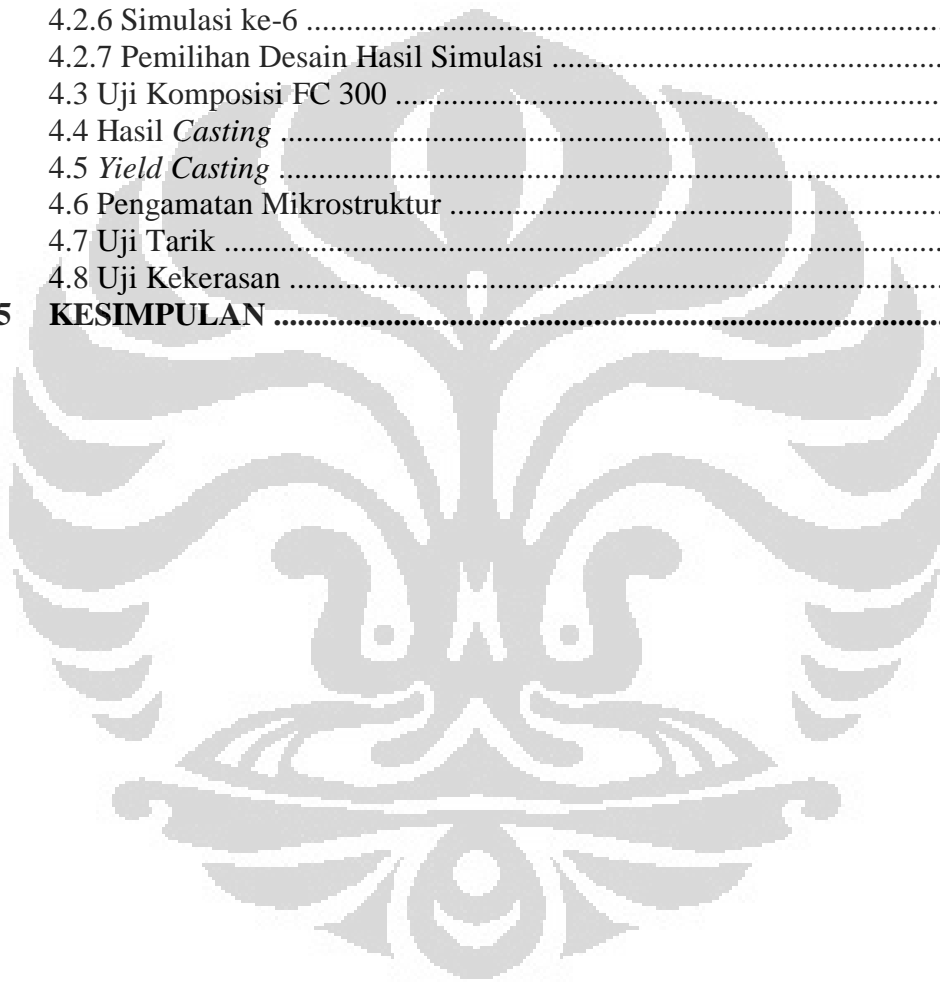 4.2.6 Simulasi ke-6 ................................................................................
4.2.7 Pemilihan Desain Hasil Simulasi .................................................
4.3 Uji Komposisi FC 300 .....................................................................
4.4 Hasil Casting ...................................................................................
4.5 Yield Casting ...................................................................................
4.6 Pengamatan Mikrostruktur ..............................................................
4.7 Uji Tarik ..........................................................................................
4.8 Uji Kekerasan ..................................................................................
5 KESIMPULAN ....................................................................................